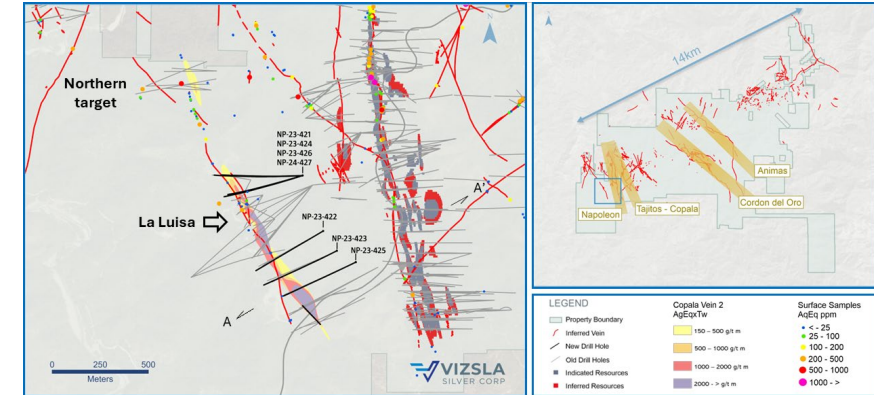 Northern
target
NP-23-421
NP-23-424
NP-23-426
NP-24-427
La Luisa
NP-23-422
NP-23-423
NP-23-425
A'
A
0 250 500
Meters
VIZSLA
SILVER CORP
14km
Animas
Cordon del Oro
Tajitos - Copala
Napoleon
LEGEND
Property Boundary
Inferred Vein
New Drill Hole
Old Drill Holes
Indicated Resources
Inferred Resources
Copala Vein 2
AgEqxTw
150 – 500 g/t m
500 – 1000 g/t m
1000 – 2000 g/t m
2000 - > g/t m
Surface Samples
AqEq ppm
< - 25
25 - 100
100 - 200
200 - 500
500 - 1000
1000 - >